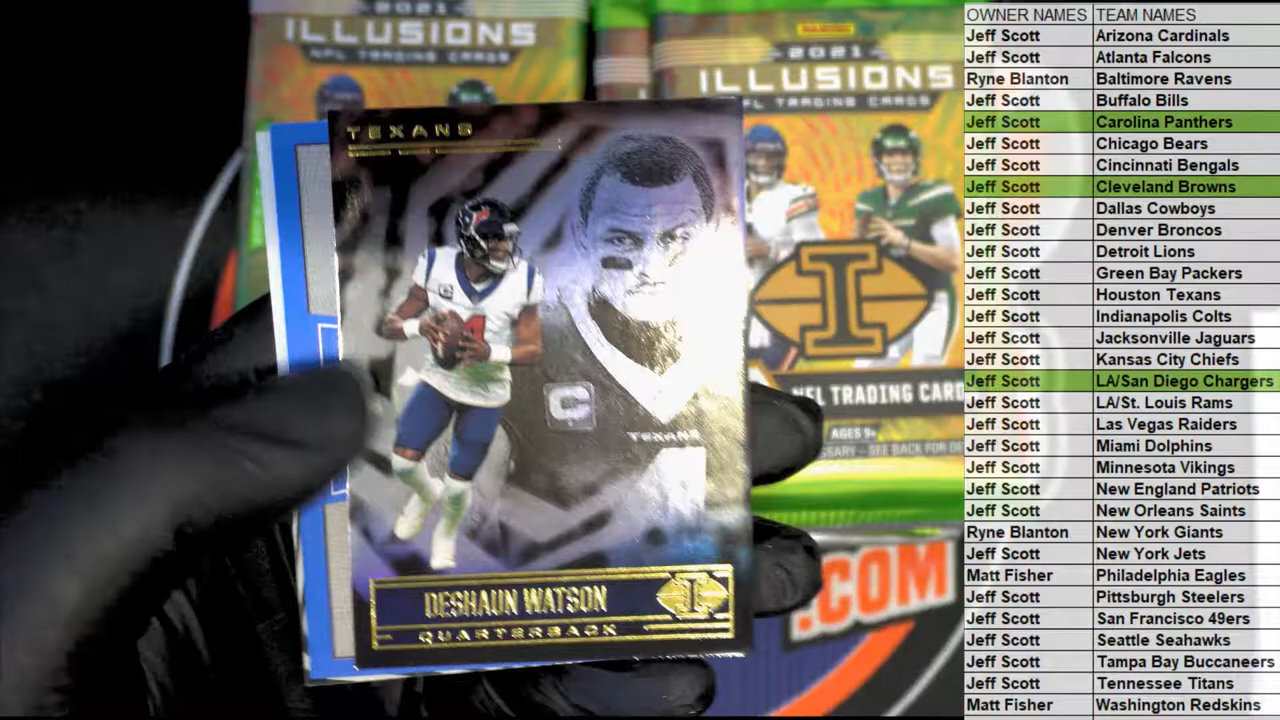 2021
ILLUSIONS
NFL TRADING CARDS
PANINI
2021
ILLUSIONS
FL TRADING CARDS
TEXANS
C
TEXANS
4
DESHAUN WATSON
I
QUARTERBACK
I
NFL TRADING CARD
AGES 9+
SSARY – SEE BACK FOR DE
.COM
OWNER NAMES TEAM NAMES
Jeff Scott Arizona Cardinals
Jeff Scott Atlanta Falcons
Ryne Blanton Baltimore Ravens
Jeff Scott Buffalo Bills
Jeff Scott Carolina Panthers
Jeff Scott Chicago Bears
Jeff Scott Cincinnati Bengals
Jeff Scott Cleveland Browns
Jeff Scott Dallas Cowboys
Jeff Scott Denver Broncos
Jeff Scott Detroit Lions
Jeff Scott Green Bay Packers
Jeff Scott Houston Texans
Jeff Scott Indianapolis Colts
Jeff Scott Jacksonville Jaguars
Jeff Scott Kansas City Chiefs
Jeff Scott LA/San Diego Chargers
Jeff Scott LA/St. Louis Rams
Jeff Scott Las Vegas Raiders
Jeff Scott Miami Dolphins
Jeff Scott Minnesota Vikings
Jeff Scott New England Patriots
Jeff Scott New Orleans Saints
Ryne Blanton New York Giants
Jeff Scott New York Jets
Matt Fisher Philadelphia Eagles
Jeff Scott Pittsburgh Steelers
Jeff Scott San Francisco 49ers
Jeff Scott Seattle Seahawks
Jeff Scott Tampa Bay Buccaneers
Jeff Scott Tennessee Titans
Matt Fisher Washington Redskins